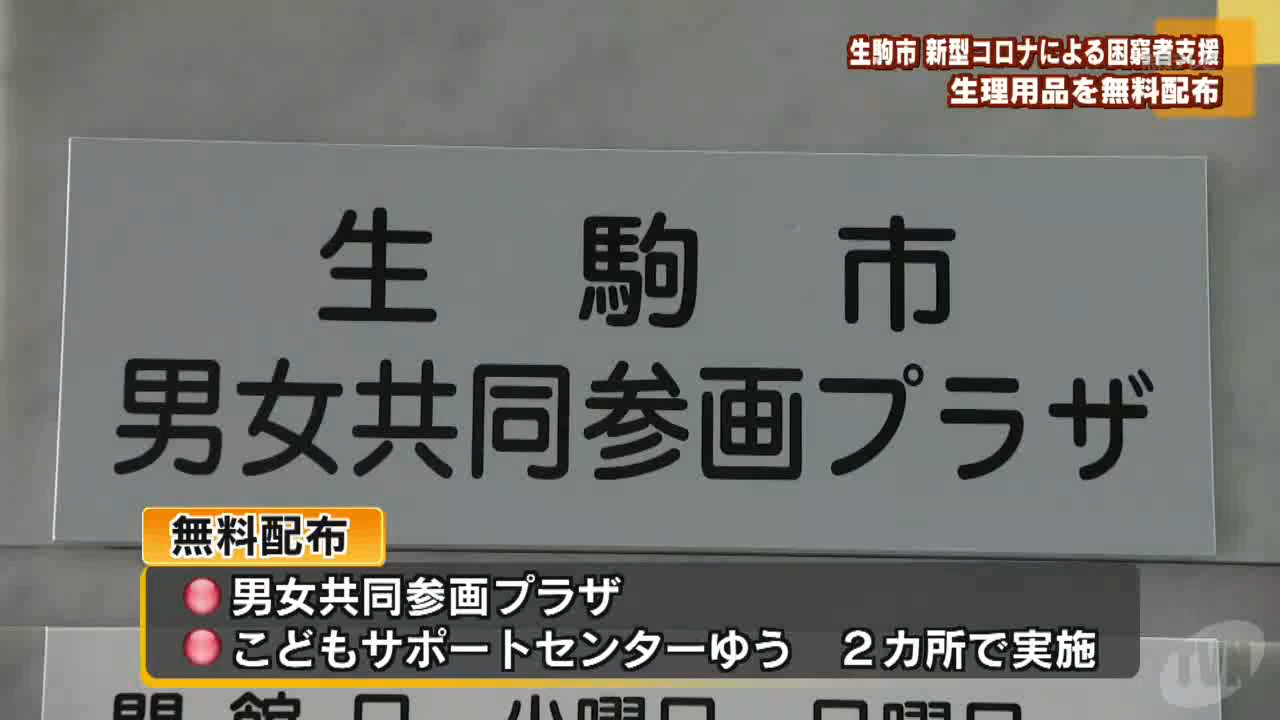 生駒市 新型コロナによる困窮者支援
生理用品を無料配布
生駒市
男女共同参画プラザ
無料配布
男女共同参画プラザ
こどもサポートセンターゆう 2カ所で実施
TVN